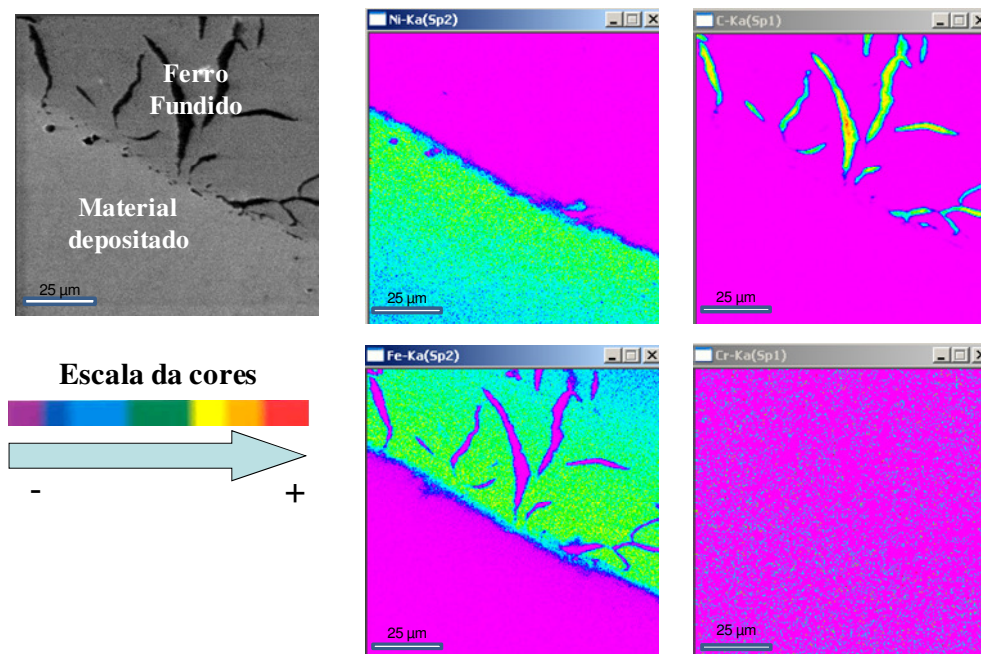 Ferro
Fundido
Material
depositado
25 µm
Ni-Ka(Sp2)
25 µm
C-Ka(Sp1)
25 µm
Escala da cores
-
+
Fe-Ka(Sp2)
25 µm
Cr-Ka(Sp1)
25 µm